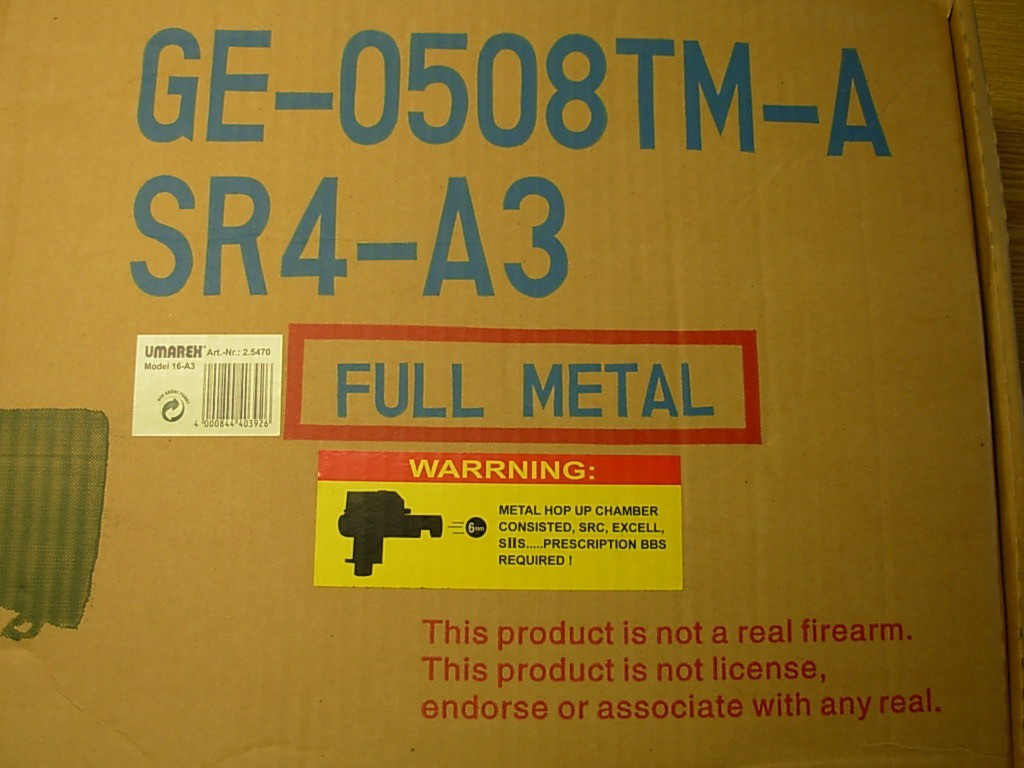 GE-0508TM-A
SR4-A3
UMAREX® Art.-Nr.: 2.5470
Model 16-A3
4 000844 403926
FULL METAL
WARRNING:
6mm
METAL HOP UP CHAMBER
CONSISTED, SRC, EXCELL,
SIIS.....PRESCRIPTION BBS
REQUIRED !
This product is not a real firearm.
This product is not license,
endorse or associate with any real.